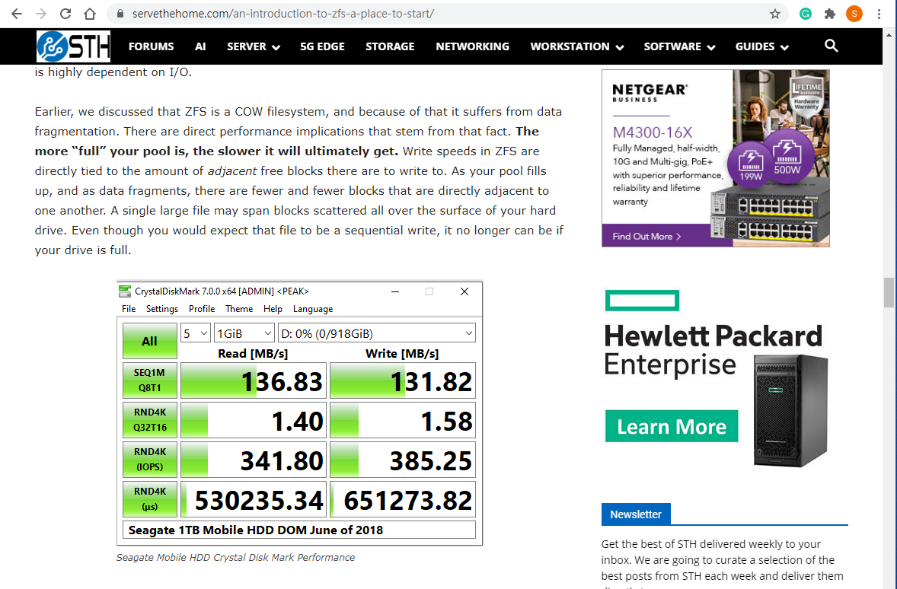 servethehome.com/an-introduction-to-zfs-a-place-to-start/
S
STH
FORUMS AI SERVER 5G EDGE STORAGE NETWORKING WORKSTATION SOFTWARE GUIDES
is highly dependent on I/O.
Earlier, we discussed that ZFS is a COW filesystem, and because of that it suffers from data
fragmentation. There are direct performance implications that stem from that fact. The
more “full” your pool is, the slower it will ultimately get. Write speeds in ZFS are
directly tied to the amount of adjacent free blocks there are to write to. As your pool fills
up, and as data fragments, there are fewer and fewer blocks that are directly adjacent to
one another. A single large file may span blocks scattered all over the surface of your hard
drive. Even though you would expect that file to be a sequential write, it no longer can be if
your drive is full.
CrystalDiskMark 7.0.0 x64 [ADMIN] <PEAK>
File Settings Profile Theme Help Language
All 5 1GiB D: 0% (0/918GiB)
Read [MB/s] Write [MB/s]
SEQ1M
Q8T1
136.83 131.82
RND4K
Q32T16
1.40 1.58
RND4K
(IOPS)
341.80 385.25
RND4K
(µs)
530235.34 651273.82
Seagate 1TB Mobile HDD DOM June of 2018
Seagate Mobile HDD Crystal Disk Mark Performance
NETGEAR
BUSINESS
LIFETIME
Hardware
Warranty
M4300-16X
Fully Managed, half-width,
10G and Multi-gig, PoE+
with superior performance,
reliability and lifetime
warranty
199W
500W
Find Out More >
Hewlett Packard
Enterprise
Learn More
Newsletter
Get the best of STH delivered weekly to your
inbox. We are going to curate a selection of the
best posts from STH each week and deliver them